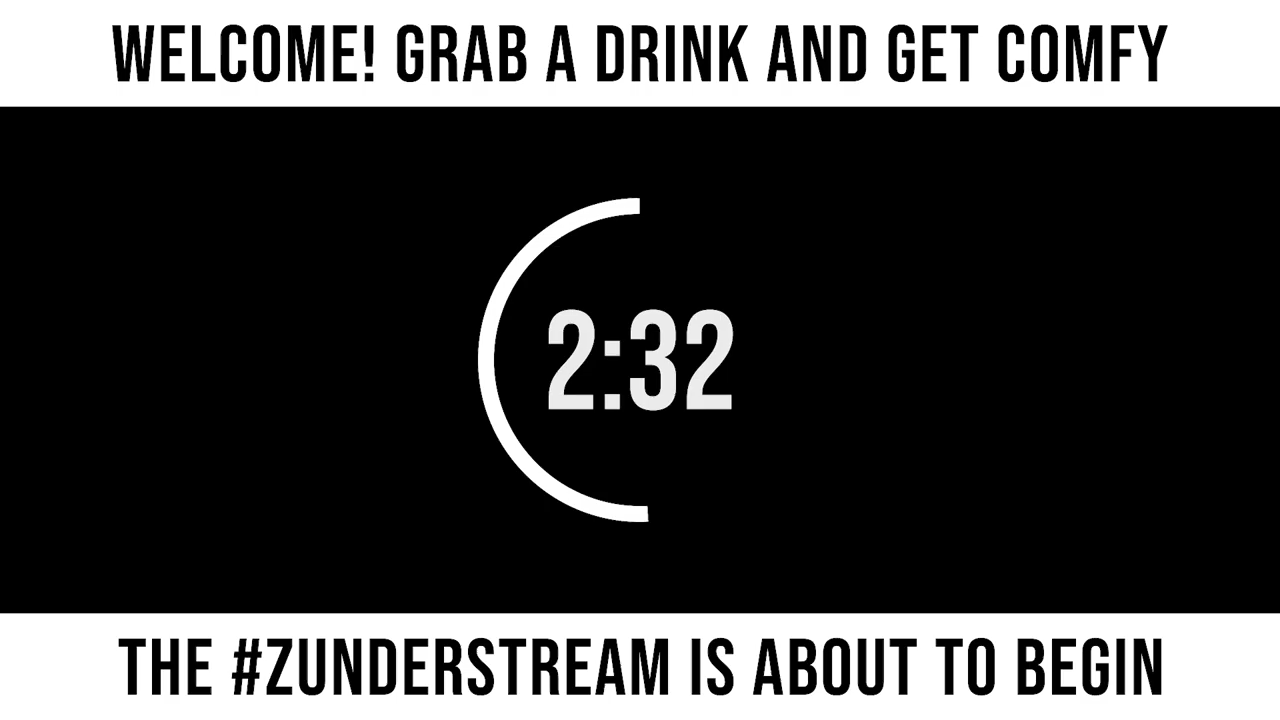 WELCOME! GRAB A DRINK AND GET COMFY
2:32
THE #ZUNDERSTREAM IS ABOUT TO BEGIN